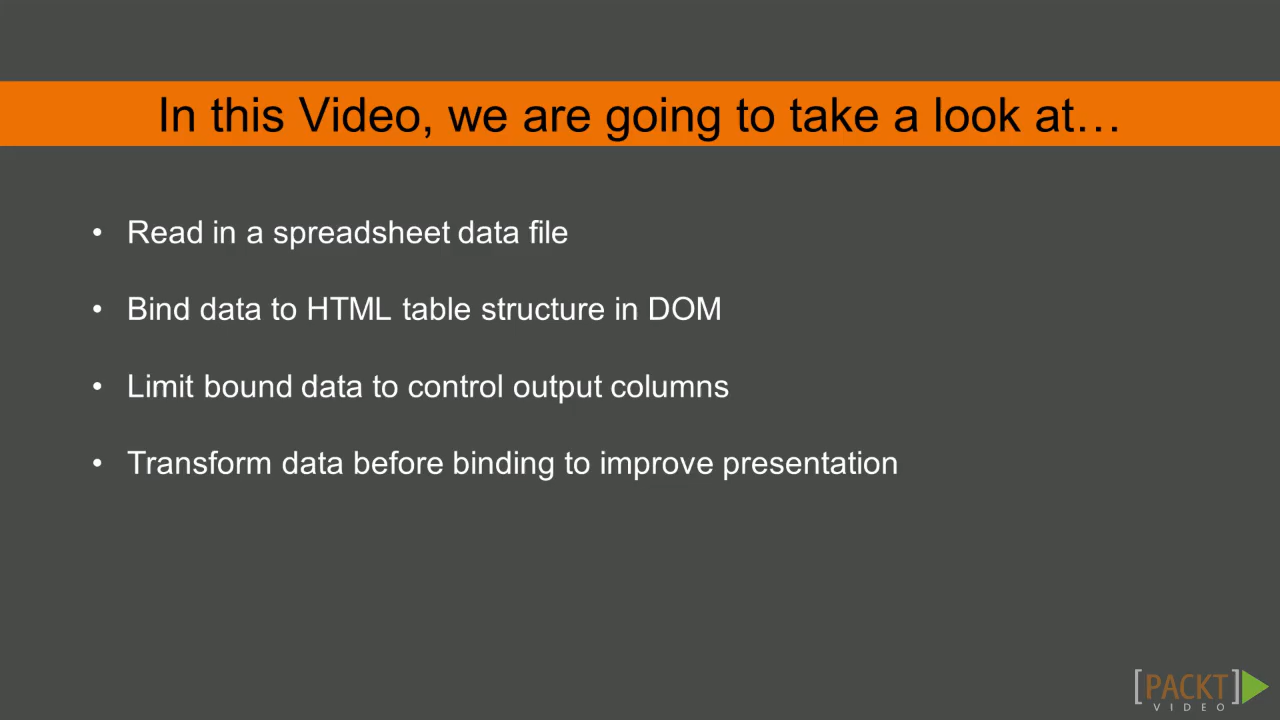 In this Video, we are going to take a look at…
• Read in a spreadsheet data file
• Bind data to HTML table structure in DOM
• Limit bound data to control output columns
• Transform data before binding to improve presentation
[PACKT]
VIDEO